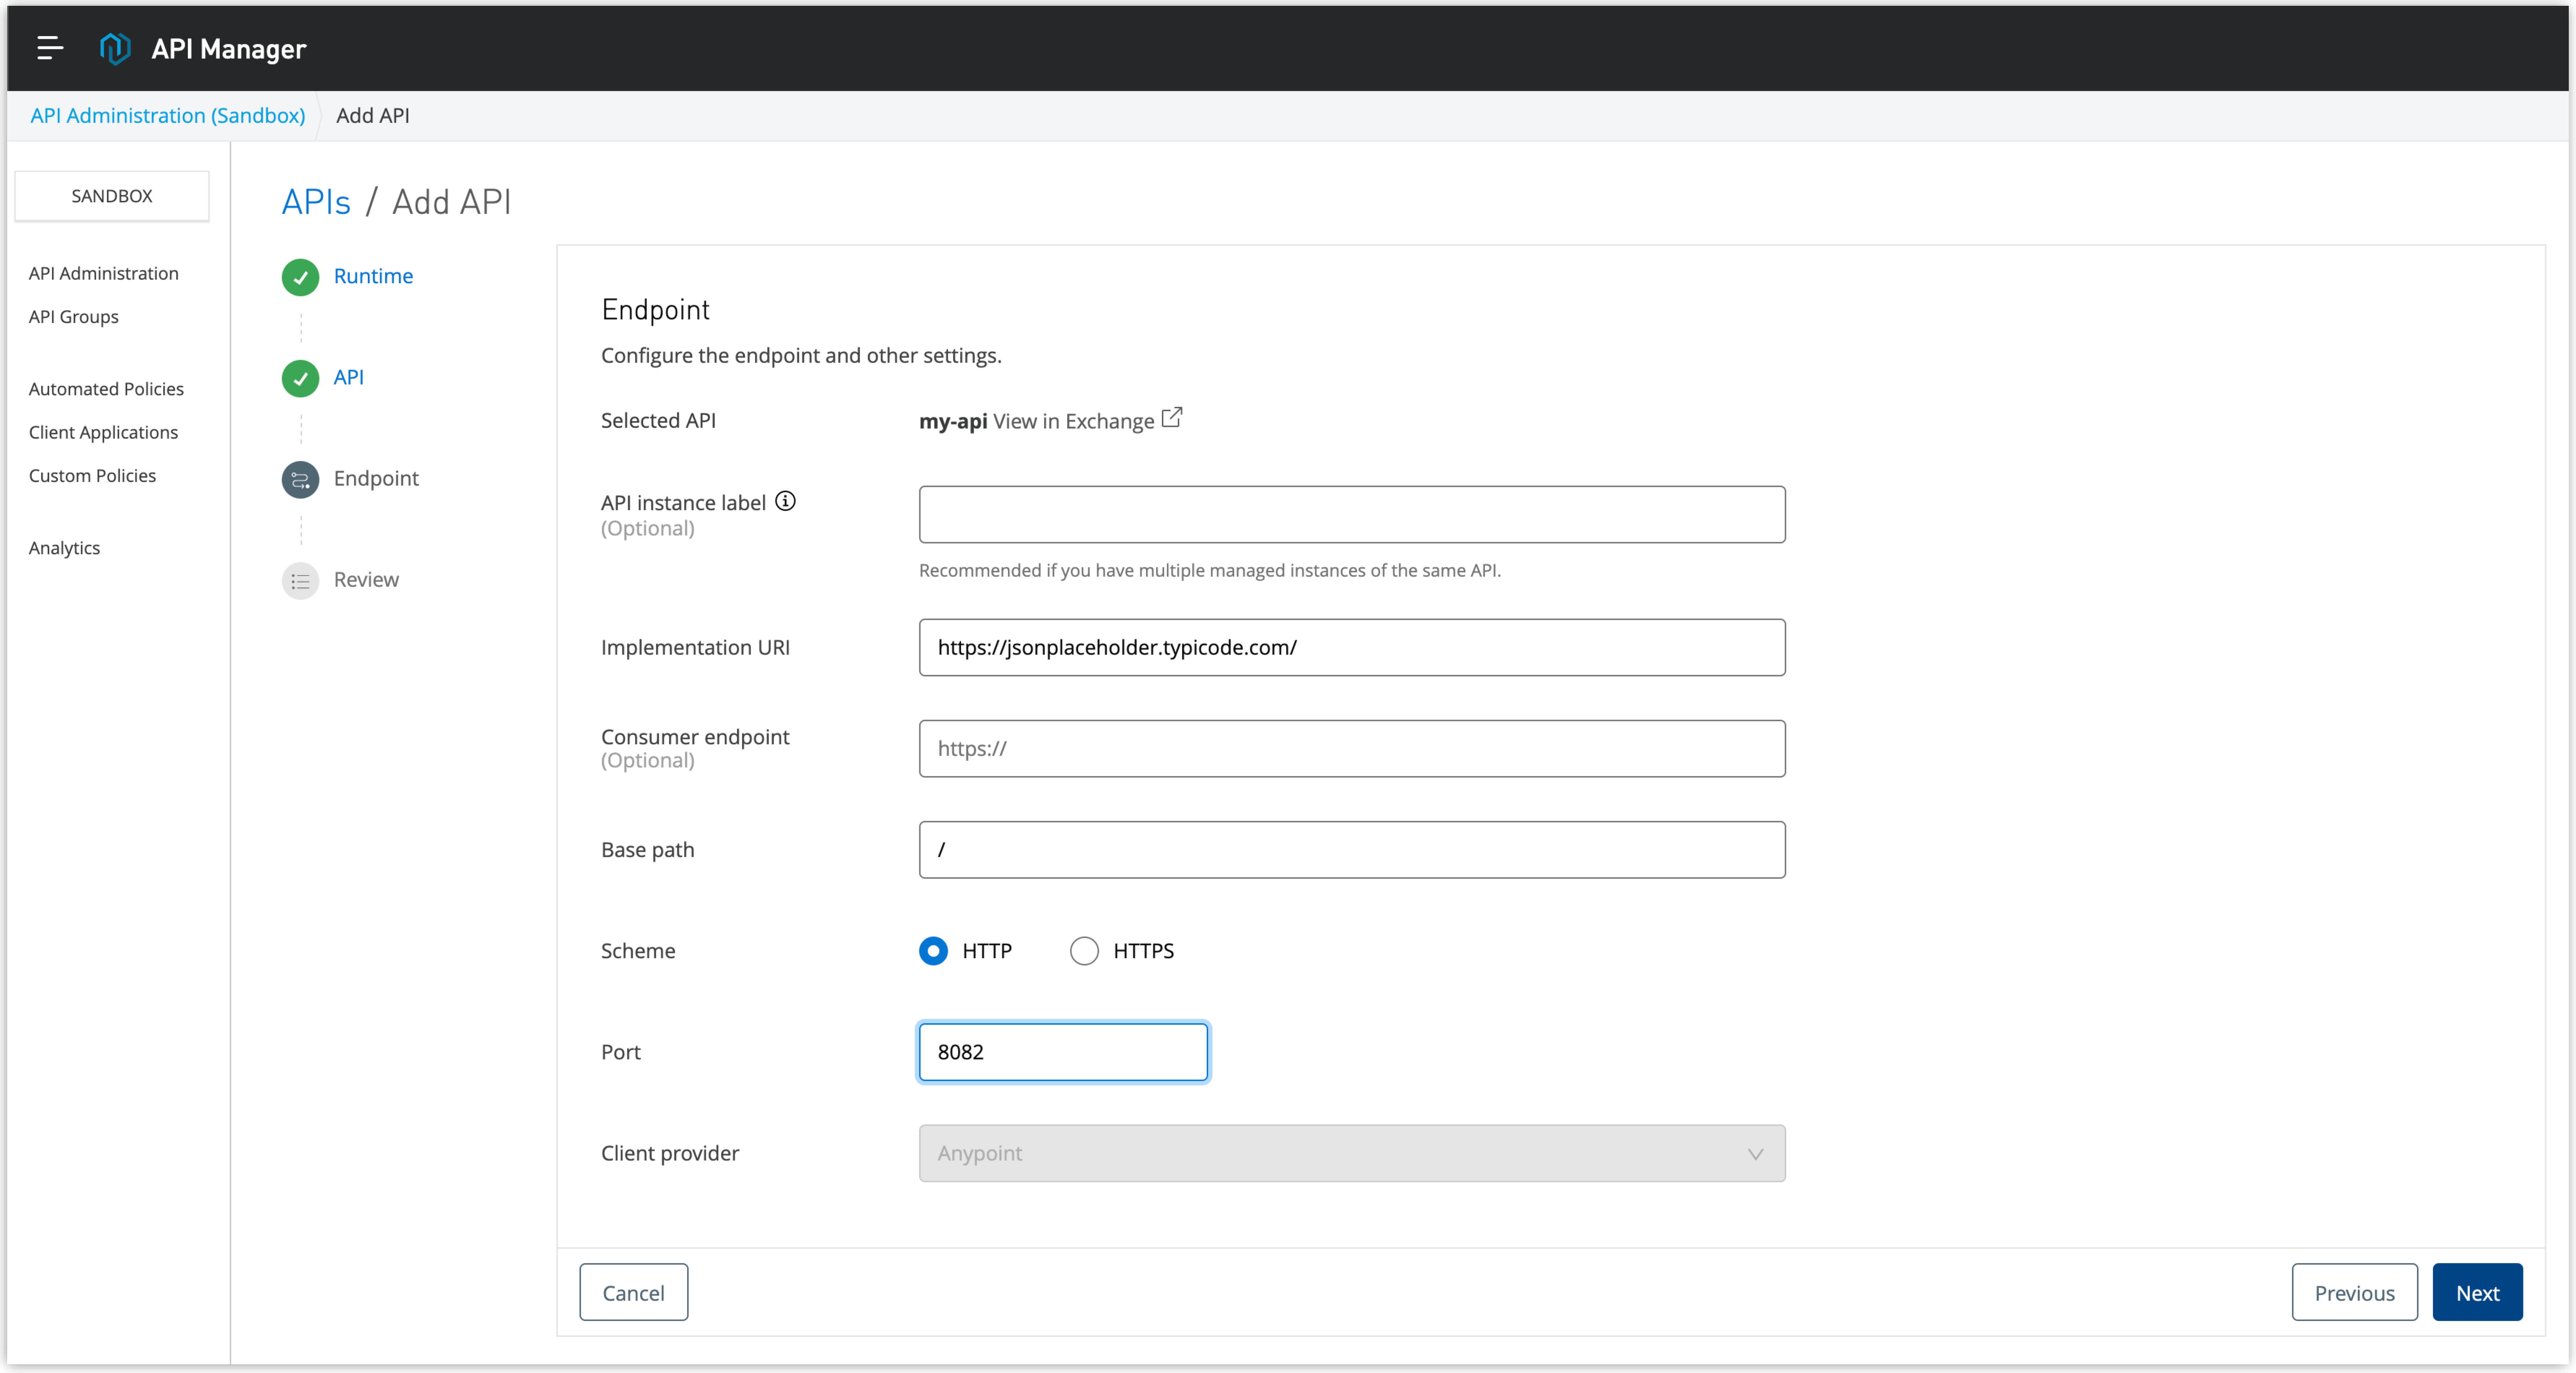 API Manager
API Administration (Sandbox)
Add API
SANDBOX
API Administration
API Groups
Automated Policies
Client Applications
Custom Policies
Analytics
APIs / Add API
Runtime
API
Endpoint
Review
Endpoint
Configure the endpoint and other settings.
Selected API
my-api View in Exchange
API instance label
(Optional)
Recommended if you have multiple managed instances of the same API.
Implementation URI
https://jsonplaceholder.typicode.com/
Consumer endpoint
(Optional)
https://
Base path
/
Scheme
HTTP
HTTPS
Port
8082
Client provider
Anypoint
Cancel
Previous
Next